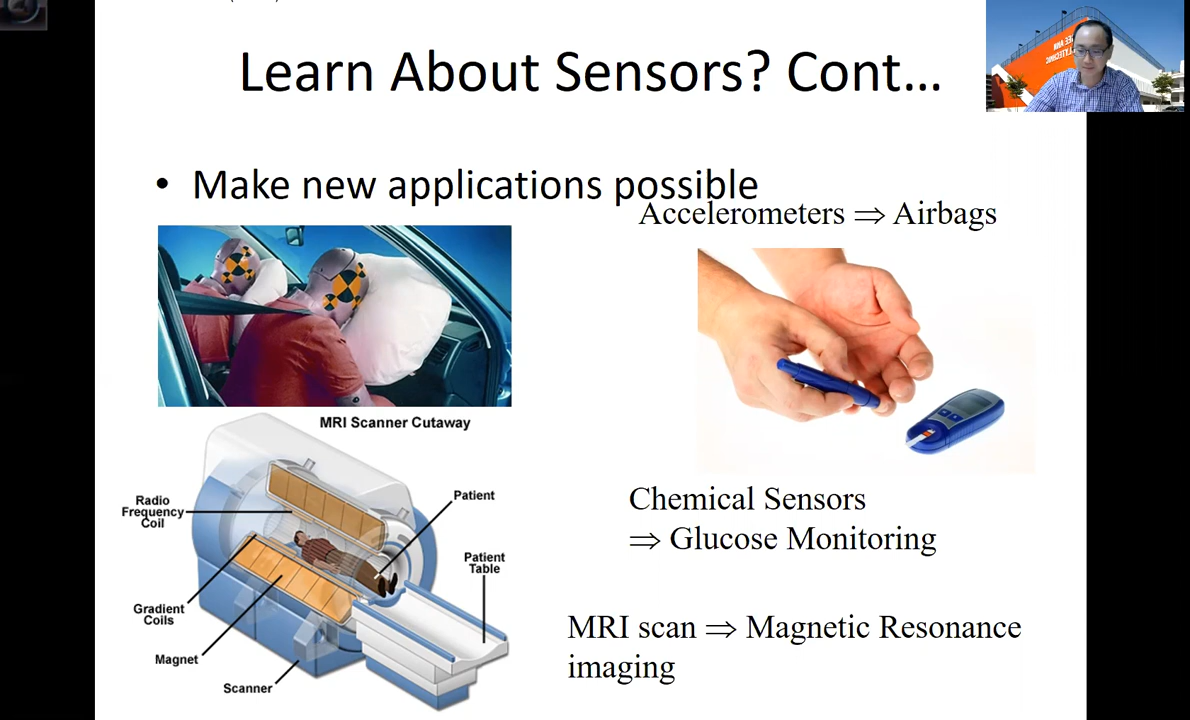 Learn About Sensors? Cont…
• Make new applications possible
Accelerometers ⇒ Airbags
MRI Scanner Cutaway
Radio
Frequency
Coil
Patient
Patient
Table
Gradient
Coils
Magnet
Scanner
Chemical Sensors
⇒ Glucose Monitoring
MRI scan ⇒ Magnetic Resonance
imaging